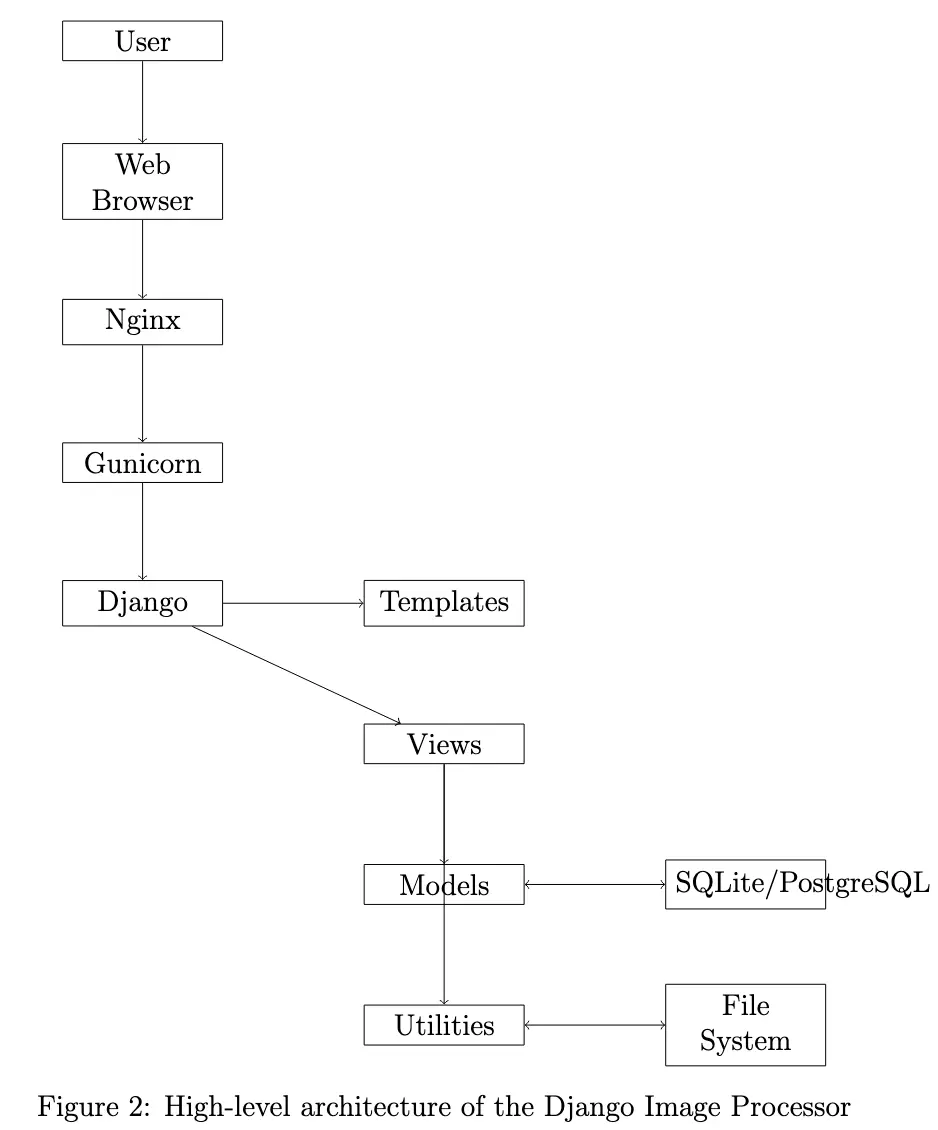 User
Web
Browser
Nginx
Gunicorn
Django
Templates
Views
Models
SQLite/PostgreSQL
Utilities
File
System
Figure 2: High-level architecture of the Django Image Processor